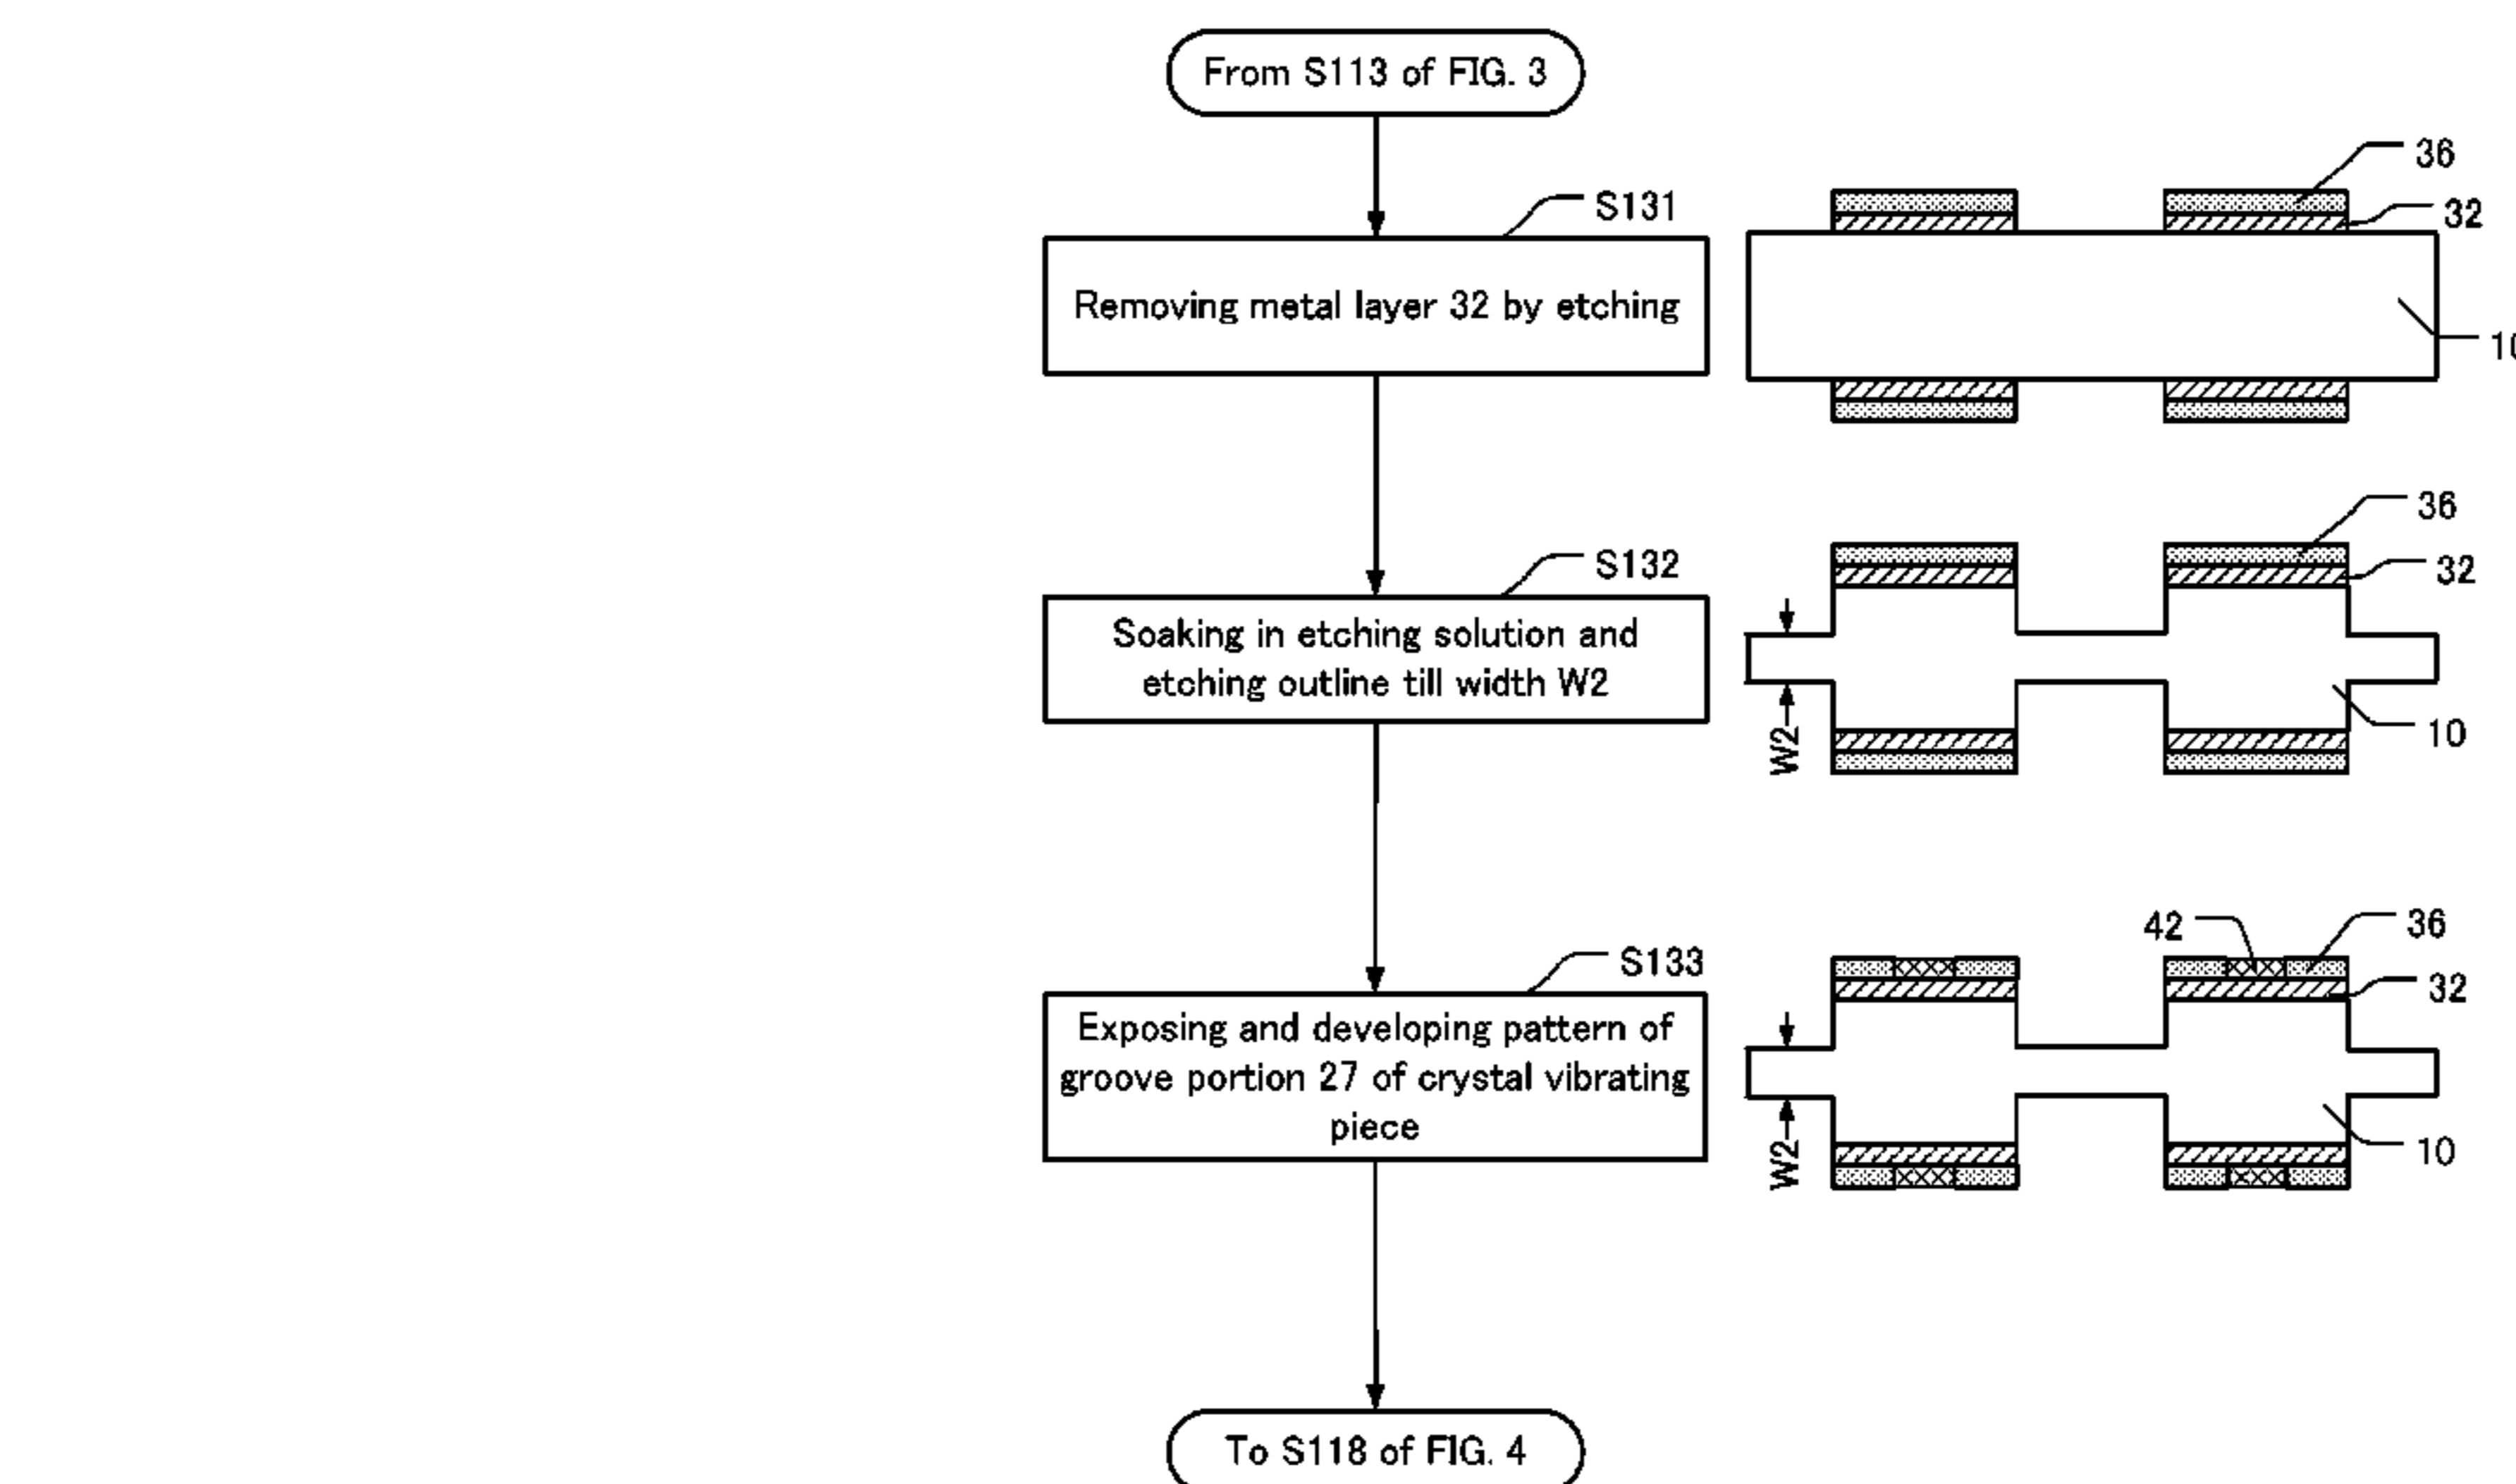 From S113 of FIG. 3
S131
Removing metal layer 32 by etching
36
32
10
S132
Soaking in etching solution and
etching outline till width W2
36
32
10
W2
S133
Exposing and developing pattern of
groove portion 27 of crystal vibrating
piece
42
36
32
10
W2
To S118 of FIG. 4